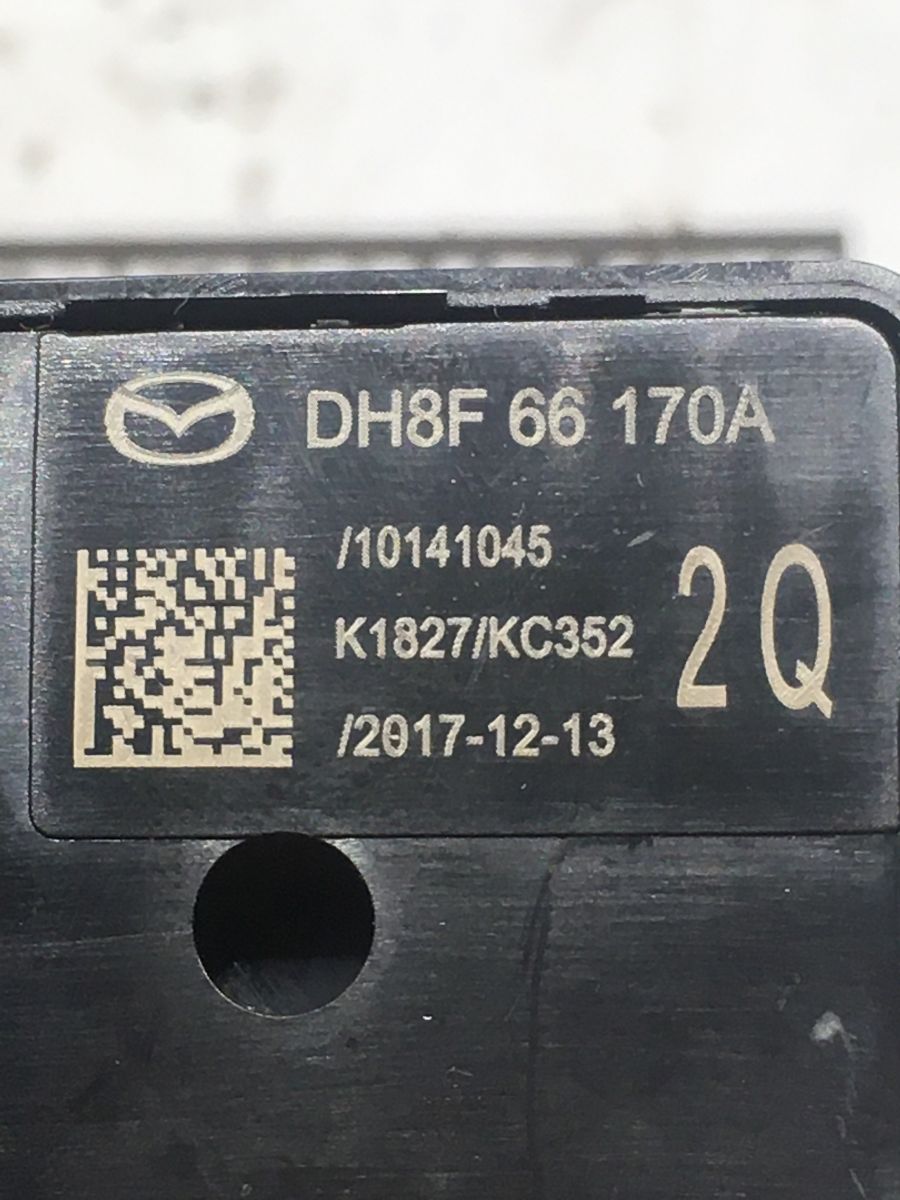 DH8F 66 170A
/10141045
K1827/KC352
/2017-12-13
2Q